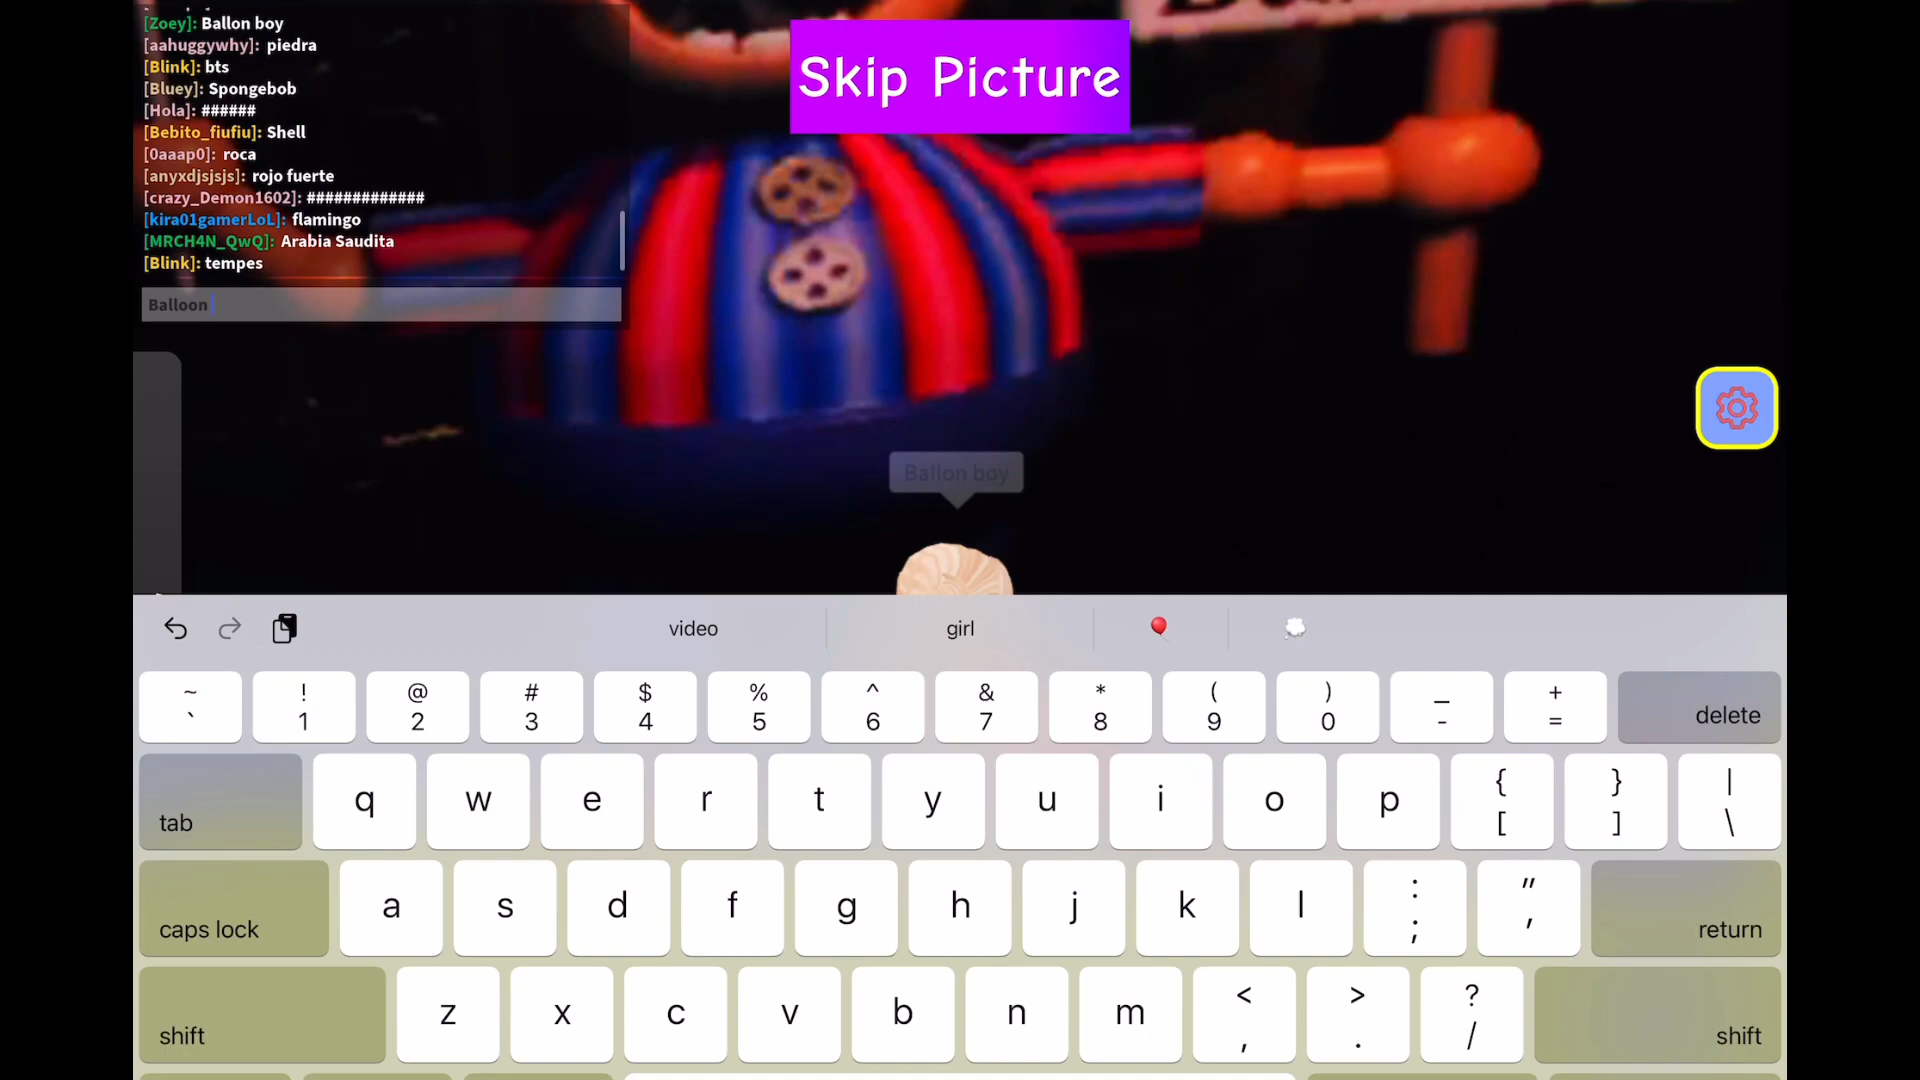 [Zoey]: Ballon boy
[aahuggywhy]: piedra
[Blink]: bts
[Bluey]: Spongebob
[Hola]: ######
[Bebito_fiufiu]: Shell
[0aaap0]: roca
[anyxdjsjsjs]: rojo fuerte
[crazy_Demon1602]: #############
[kira01gamerLoL]: flamingo
[MRCH4N_QwQ]: Arabia Saudita
[Blink]: tempes
Balloon
Skip Picture
Ballon boy
video girl
~ ! @ # $ % ^ & * ( ) _ +
` 1 2 3 4 5 6 7 8 9 0 - = delete
tab q w e r t y u i o p { [ } ] | \
caps lock a s d f g h j k l : ; " ' return
shift z x c v b n m < , > . ? / shift